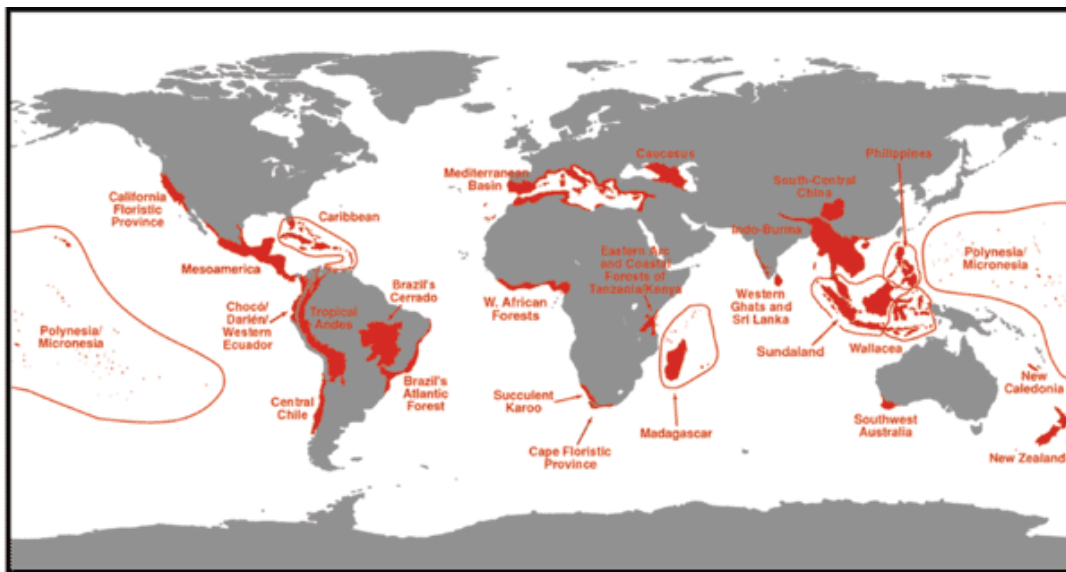 California
Floristic
Province
Caribbean
Mesoamerica
Polynesia/
Micronesia
Chocó/
Darién/
Western
Ecuador
Tropical
Andes
Brazil's
Cerrado
Brazil's
Atlantic
Forest
Central
Chile
Mediterranean
Basin
Caucasus
W. African
Forests
Eastern Arc
and Coastal
Forests of
Tanzania/Kenya
Succulent
Karoo
Cape Floristic
Province
Madagascar
Philippines
South-Central
China
Indo-Burma
Western
Ghats and
Sri Lanka
Sundaland
Wallacea
Polynesia/
Micronesia
New
Caledonia
Southwest
Australia
New Zealand